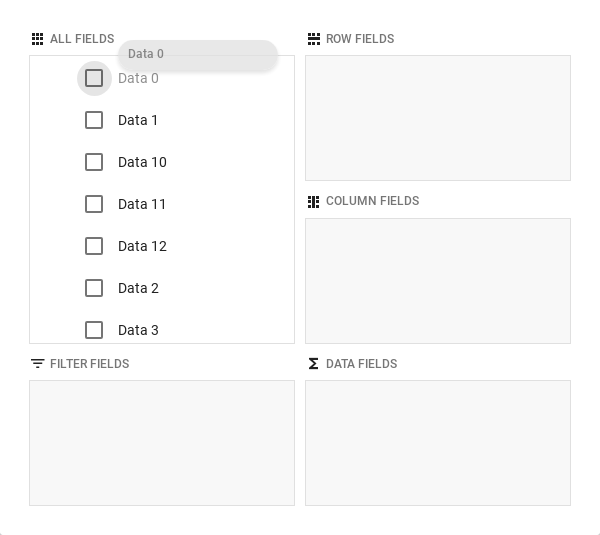 ALL FIELDS
Data 0
Data 0
Data 1
Data 10
Data 11
Data 12
Data 2
Data 3
ROW FIELDS
COLUMN FIELDS
FILTER FIELDS
DATA FIELDS